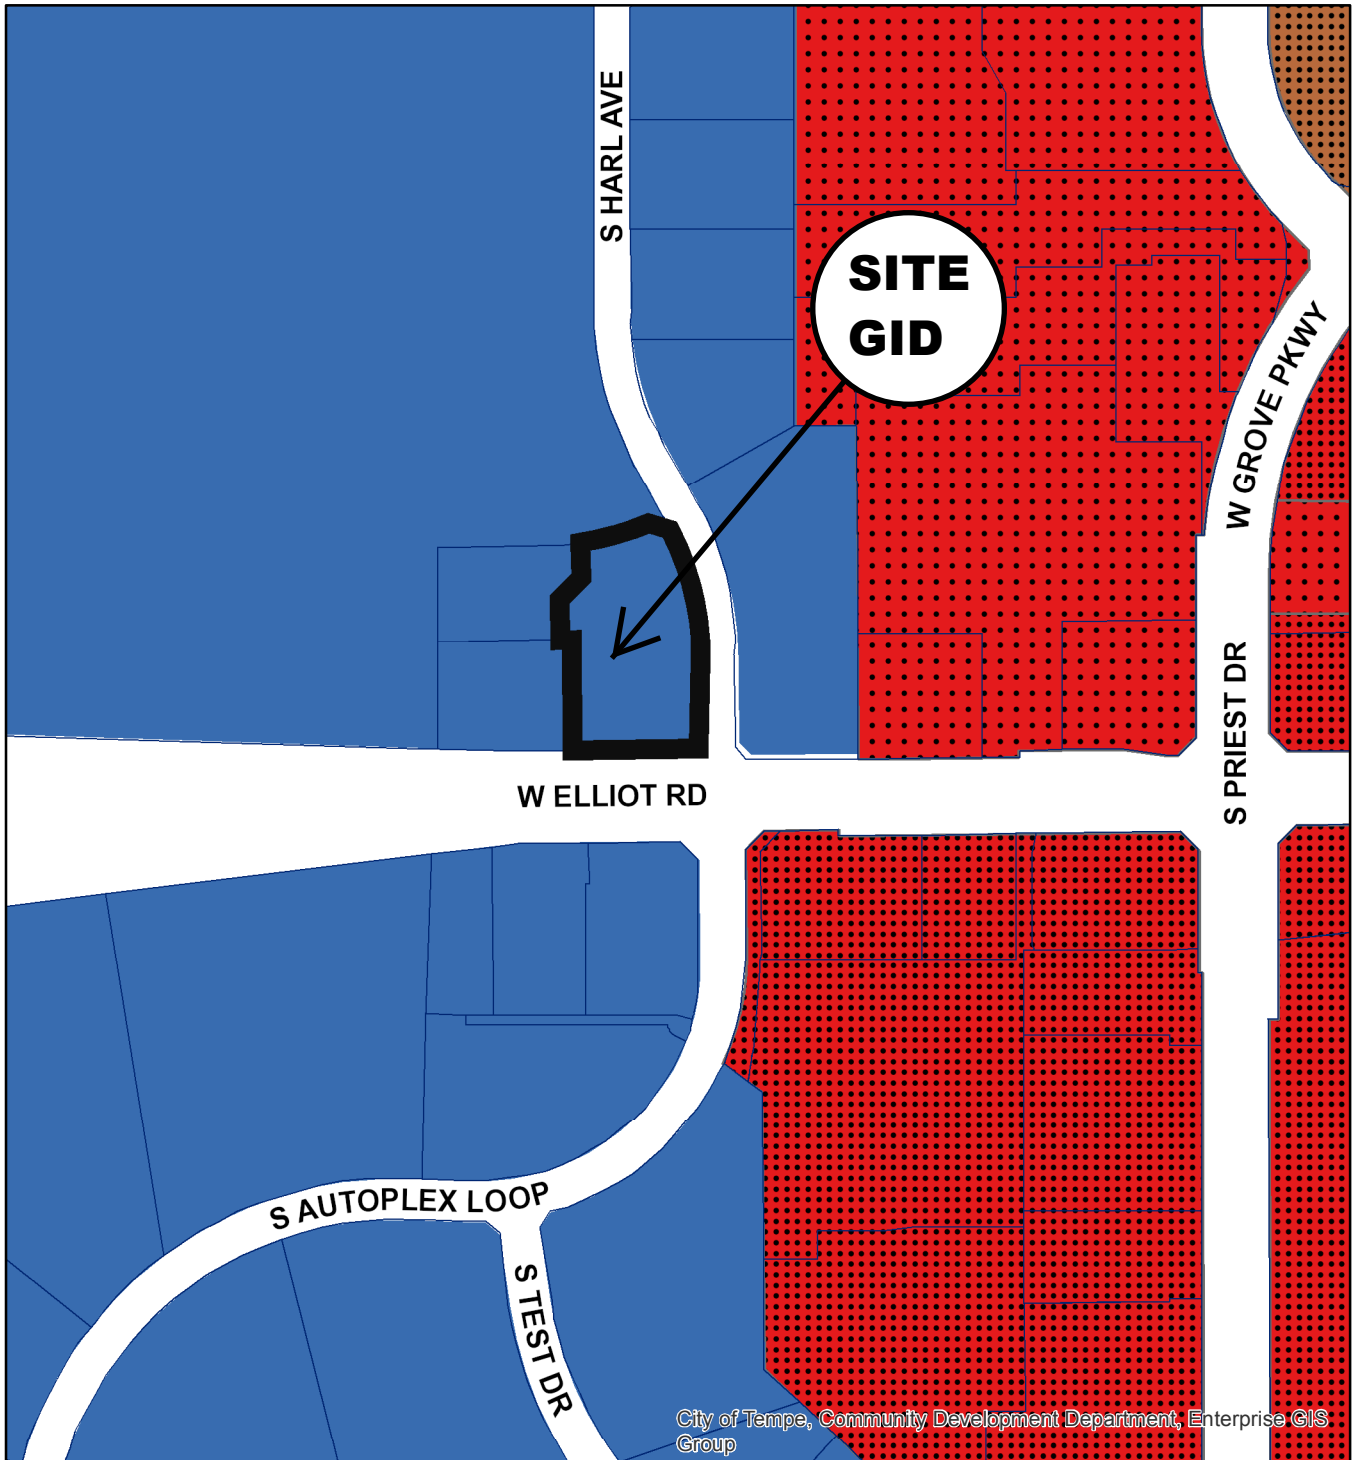 S HARL AVE
SITE
GID
W GROVE PKWY
S PRIEST DR
W ELLIOT RD
S AUTOPLEX LOOP
S TEST DR
City of Tempe, Community Development Department, Enterprise GIS
Group